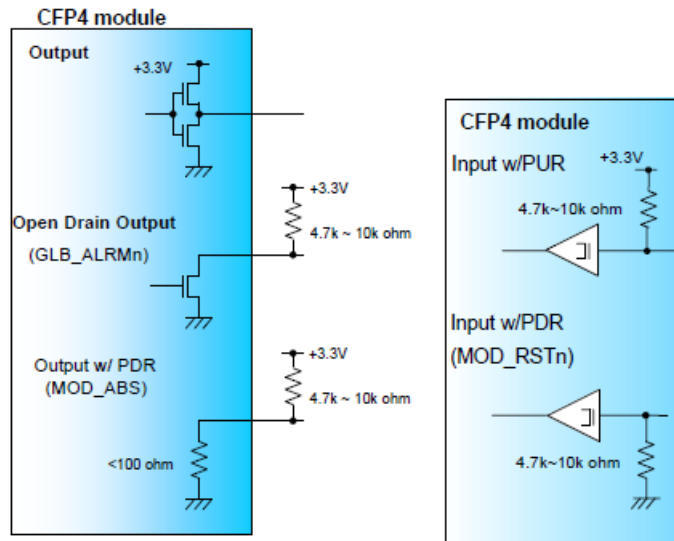 CFP4 module
Output
+3.3V
+3.3V
Open Drain Output
(GLB_ALRMn)
4.7k ~ 10k ohm
Output w/ PDR
(MOD_ABS)
+3.3V
4.7k ~ 10k ohm
<100 ohm
CFP4 module
Input w/PUR
+3.3V
4.7k~10k ohm
Input w/PDR
(MOD_RSTn)
4.7k~10k ohm